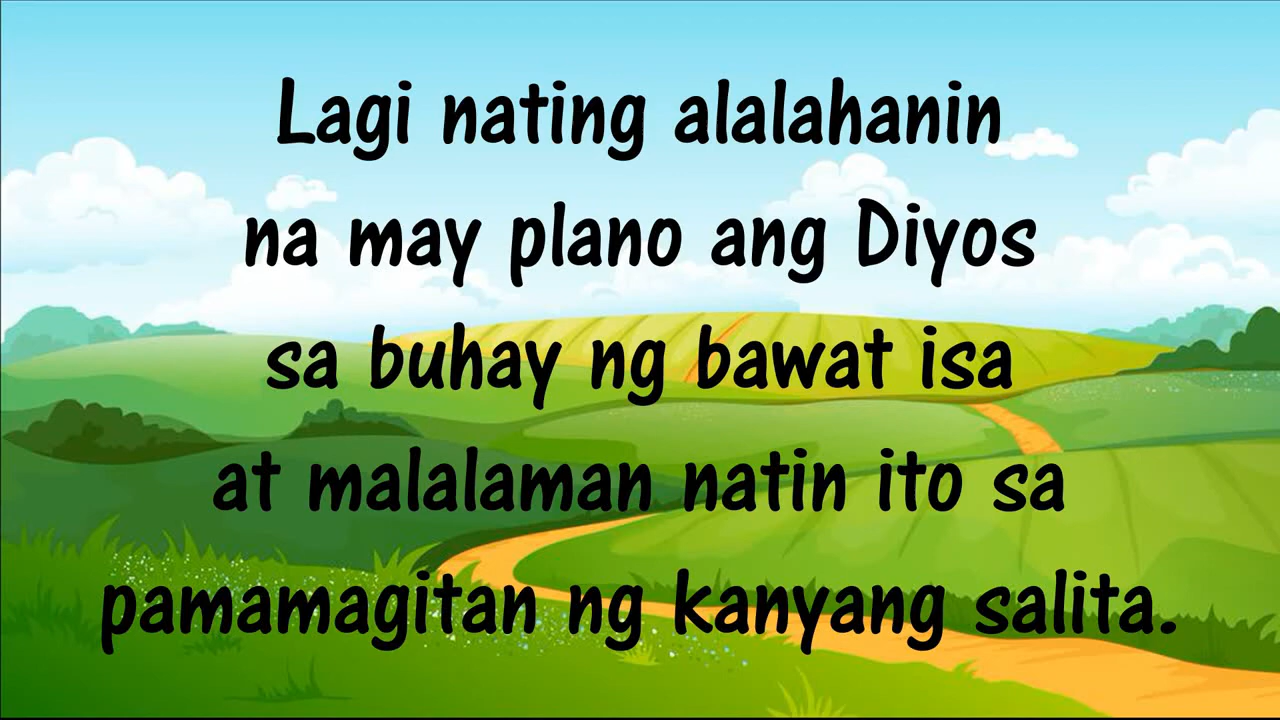 Lagi nating alalahanin
na may plano ang Diyos
sa buhay ng bawat isa
at malalaman natin ito sa
pamamagitan ng kanyang salita.